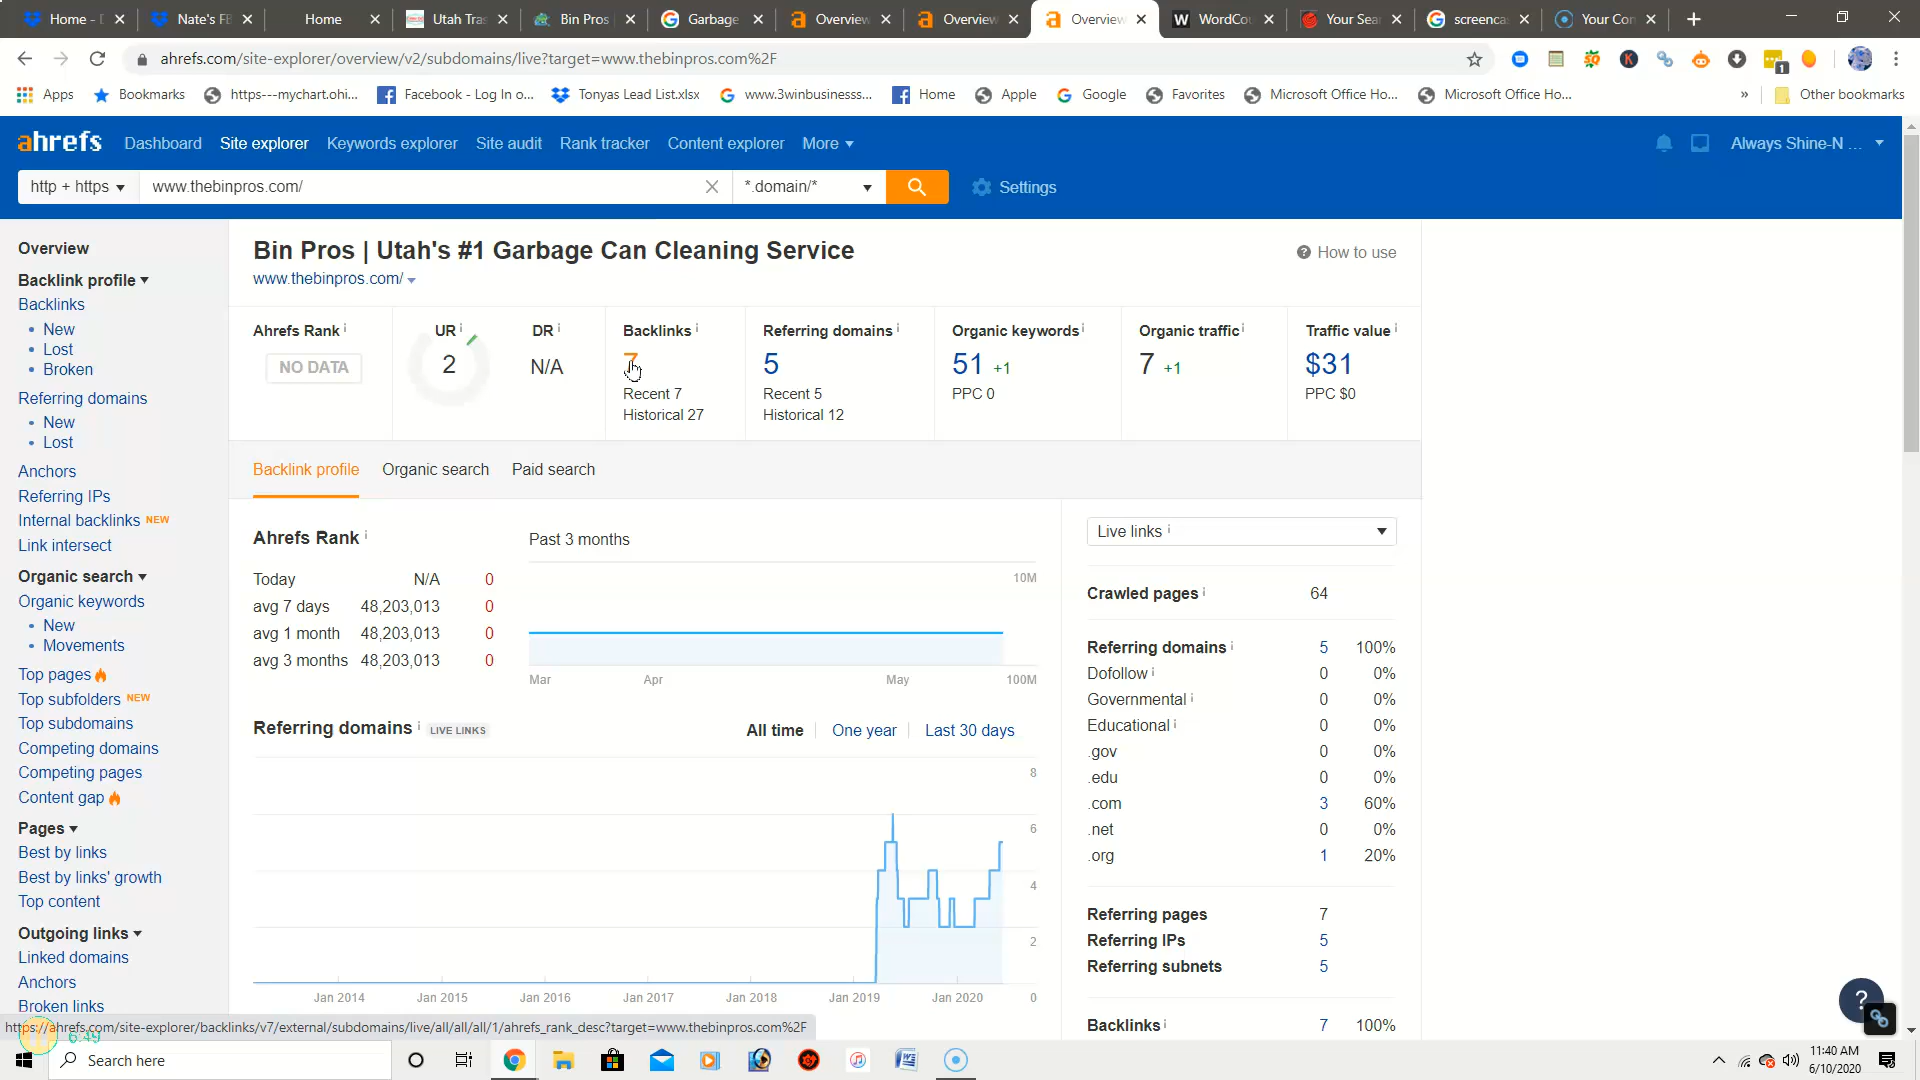 Home - D
Nate's FB
Home
Utah Tras
Bin Pros
Garbage
Overview
Overview
Overview
WordCou
Your Sear
screencas
Your Con
ahrefs.com/site-explorer/overview/v2/subdomains/live?target=www.thebinpros.com%2F
1
Apps
Bookmarks
https---mychart.ohi...
Facebook - Log In o...
Tonyas Lead List.xlsx
www.3winbusinesss...
Home
Apple
Google
Favorites
Microsoft Office Ho...
Microsoft Office Ho...
»
Other bookmarks
ahrefs
Dashboard
Site explorer
Keywords explorer
Site audit
Rank tracker
Content explorer
More
Always Shine-N ...
http + https
www.thebinpros.com/
*.domain/*
Settings
Overview
Backlink profile
Backlinks
• New
• Lost
• Broken
Referring domains
• New
• Lost
Anchors
Referring IPs
Internal backlinks NEW
Link intersect
Organic search
Organic keywords
• New
• Movements
Top pages
Top subfolders NEW
Top subdomains
Competing domains
Competing pages
Content gap
Pages
Best by links
Best by links' growth
Top content
Outgoing links
Linked domains
Anchors
Broken links
Bin Pros | Utah's #1 Garbage Can Cleaning Service
How to use
www.thebinpros.com/
Ahrefs Rank i
NO DATA
UR i
2
DR i
N/A
Backlinks i
7
Recent 7
Historical 27
Referring domains i
5
Recent 5
Historical 12
Organic keywords i
51 +1
PPC 0
Organic traffic i
7 +1
Traffic value i
$31
PPC $0
Backlink profile
Organic search
Paid search
Ahrefs Rank i
Today N/A 0
avg 7 days 48,203,013 0
avg 1 month 48,203,013 0
avg 3 months 48,203,013 0
Past 3 months
10M
Mar Apr May 100M
Referring domains i LIVE LINKS
All time
One year
Last 30 days
8
6
4
2
Jan 2014 Jan 2015 Jan 2016 Jan 2017 Jan 2018 Jan 2019 Jan 2020 0
Live links i
Crawled pages i 64
Referring domains i 5 100%
Dofollow i 0 0%
Governmental i 0 0%
Educational i 0 0%
.gov 0 0%
.edu 0 0%
.com 3 60%
.net 0 0%
.org 1 20%
Referring pages 7
Referring IPs 5
Referring subnets 5
Backlinks i 7 100%
?
https://ahrefs.com/site-explorer/backlinks/v7/external/subdomains/live/all/all/all/1/ahrefs_rank_desc?target=www.thebinpros.com%2F
6:49
Search here
11:40 AM
6/10/2020